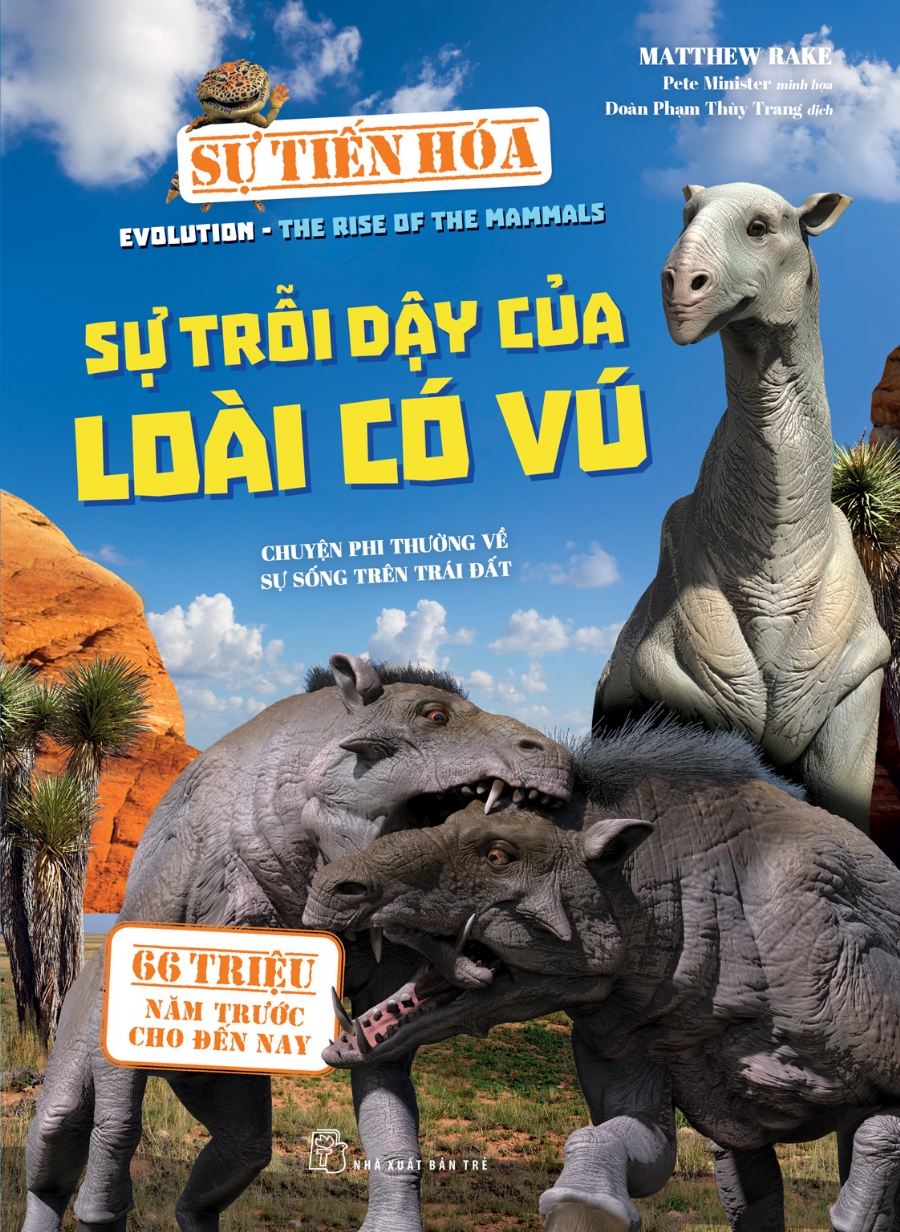 MATTHEW RAKE
Pete Minister minh họa
Đoàn Phạm Thùy Trang dịch
SỰ TIẾN HÓA
EVOLUTION - THE RISE OF THE MAMMALS
SỰ TRỖI DẬY CỦA
LOÀI CÓ VÚ
CHUYỆN PHI THƯỜNG VỀ
SỰ SỐNG TRÊN TRÁI ĐẤT
66 TRIỆU
NĂM TRƯỚC
CHO ĐẾN NAY
NHÀ XUẤT BẢN TRẺ